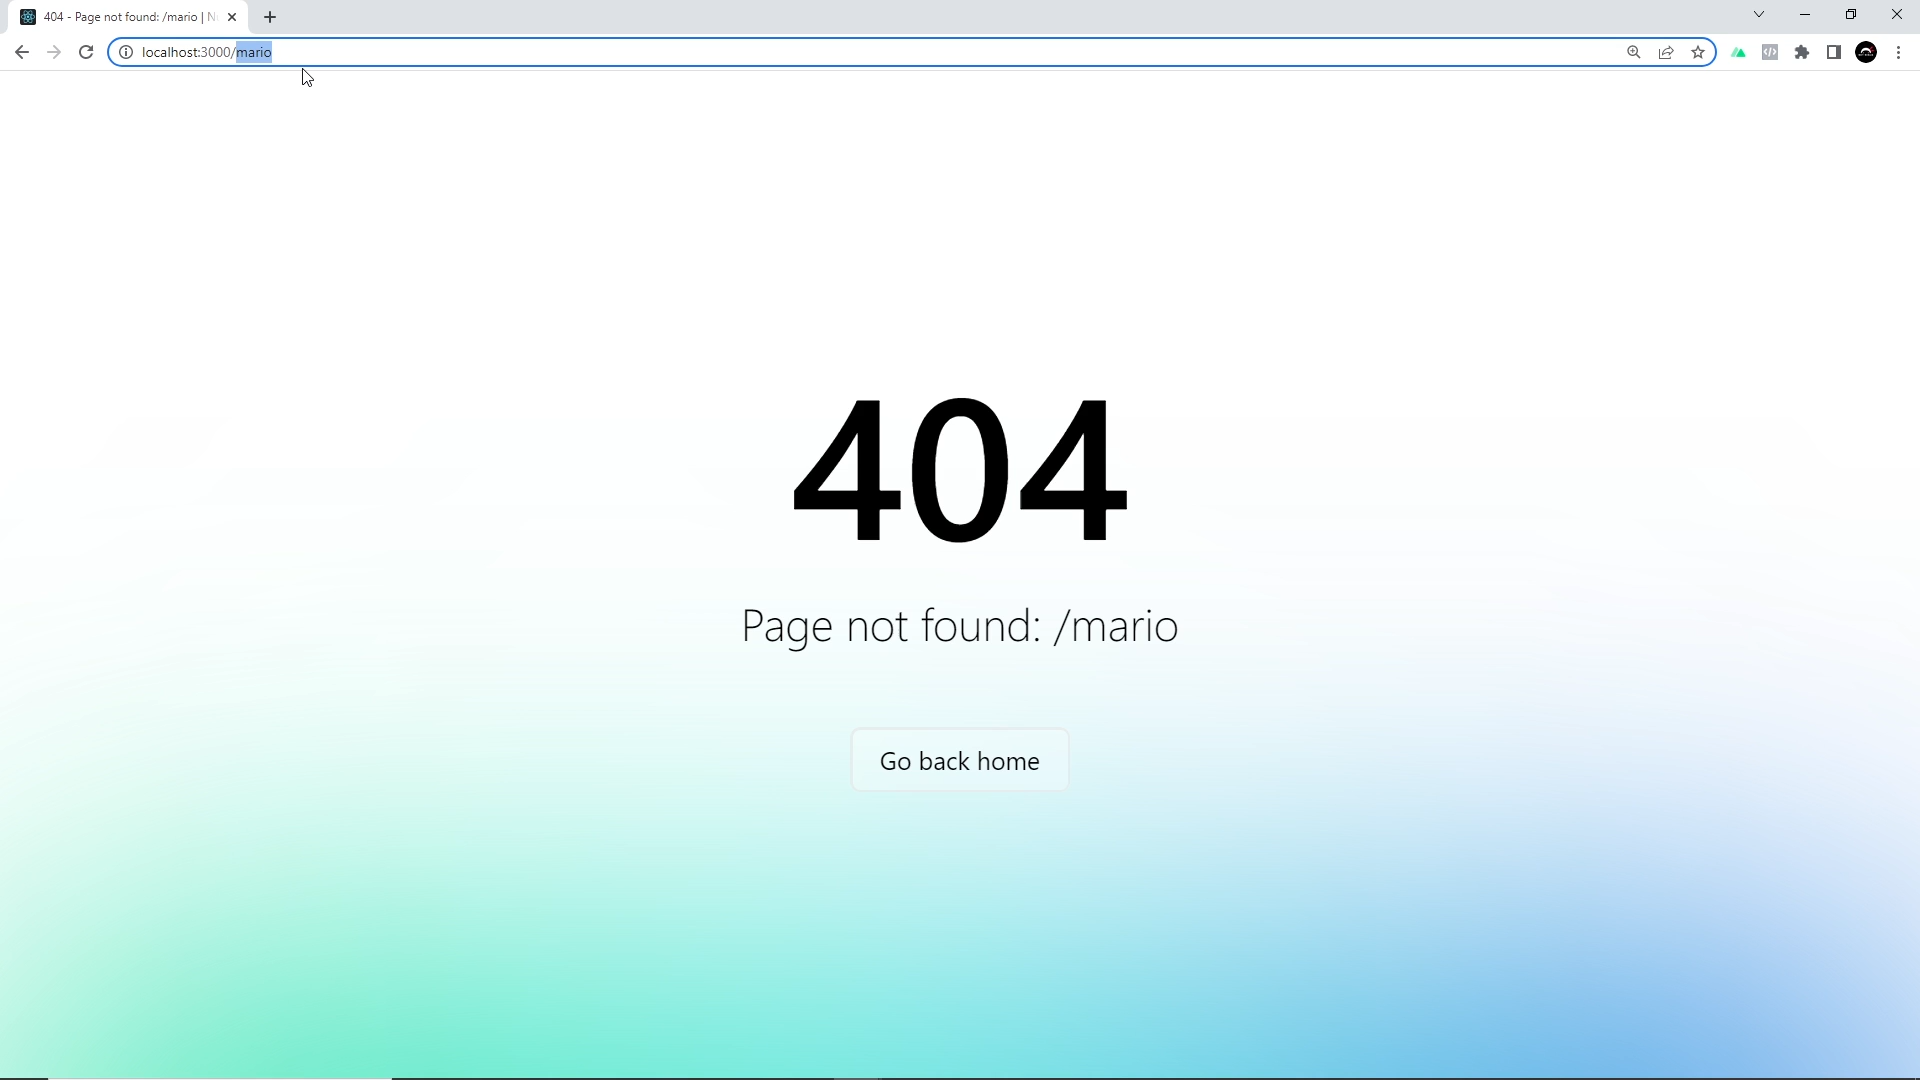 404 - Page not found: /mario | N
localhost:3000/mario
404
Page not found: /mario
Go back home